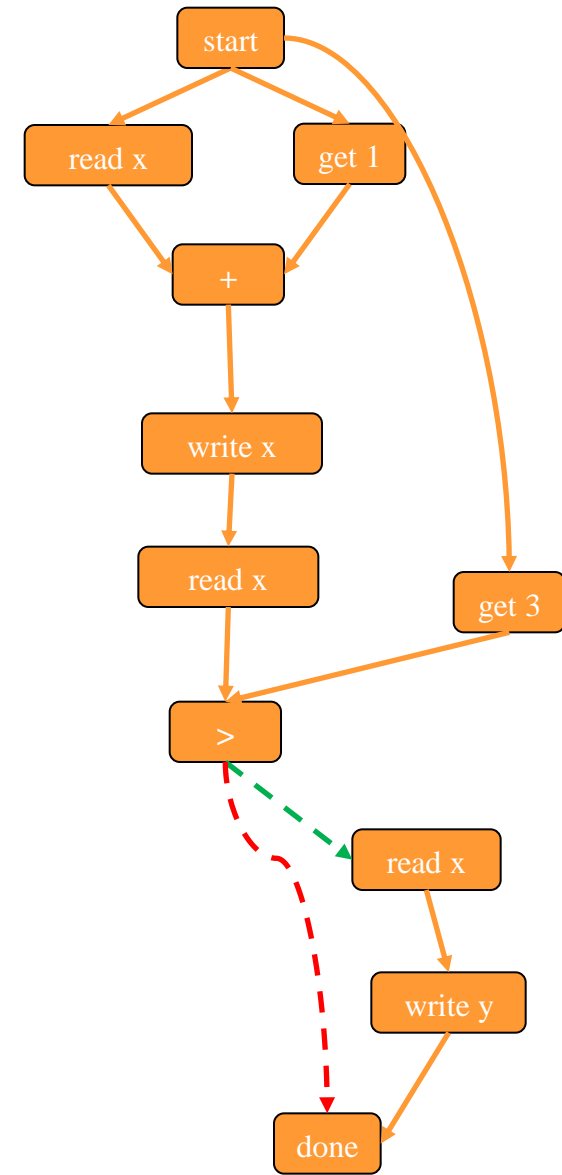 start
read x
get 1
+
write x
read x
get 3
>
read x
write y
done